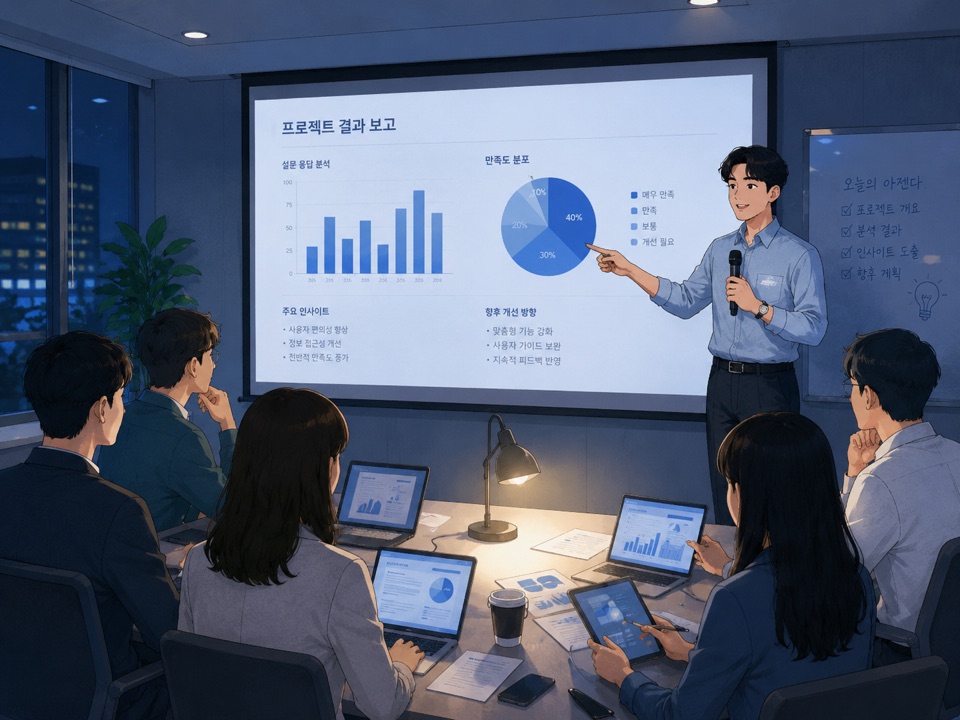 프로젝트 결과 보고
설문 응답 분석
100
75
50
25
0
만족도 분포
10%
20%
40%
30%
매우 만족
만족
보통
개선 필요
주요 인사이트
• 사용자 편의성 향상
• 정보 접근성 개선
• 전반적 만족도 증가
향후 개선 방향
• 맞춤형 기능 강화
• 사용자 가이드 보완
• 지속적 피드백 반영
오늘의 아젠다
☑ 프로젝트 개요
☑ 분석 결과
☑ 인사이트 도출
☑ 향후 계획